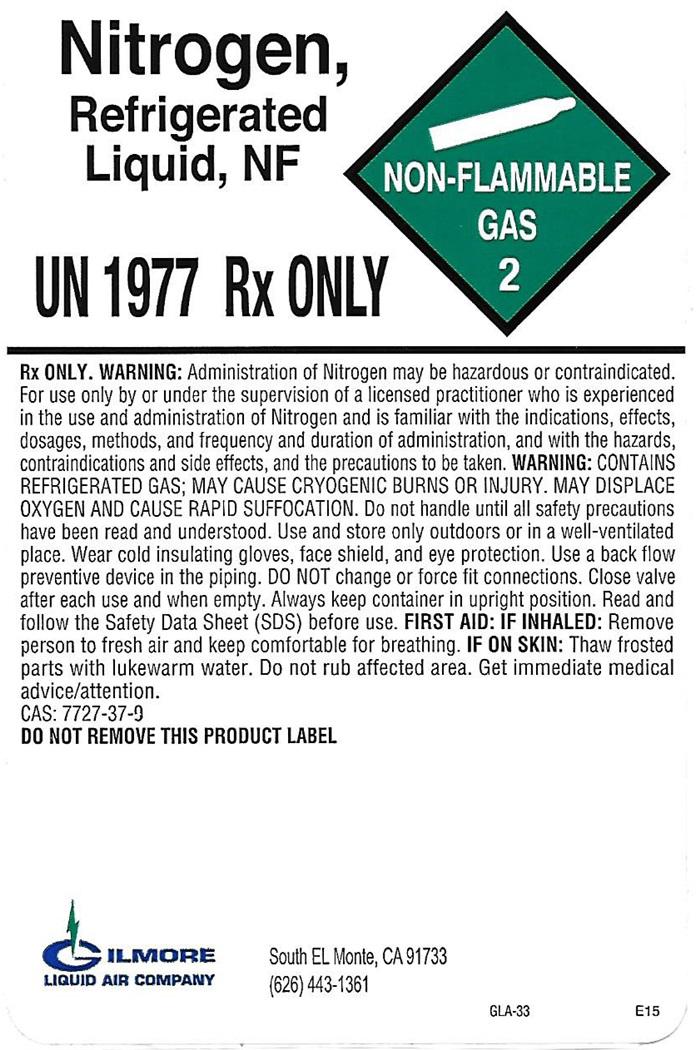 Nitrogen,
Refrigerated
Liquid, NF
NON-FLAMMABLE
GAS
2
UN 1977 Rx ONLY
Rx ONLY. WARNING: Administration of Nitrogen may be hazardous or contraindicated.
For use only by or under the supervision of a licensed practitioner who is experienced
in the use and administration of Nitrogen and is familiar with the indications, effects,
dosages, methods, and frequency and duration of administration, and with the hazards,
contraindications and side effects, and the precautions to be taken. WARNING: CONTAINS
REFRIGERATED GAS; MAY CAUSE CRYOGENIC BURNS OR INJURY. MAY DISPLACE
OXYGEN AND CAUSE RAPID SUFFOCATION. Do not handle until all safety precautions
have been read and understood. Use and store only outdoors or in a well-ventilated
place. Wear cold insulating gloves, face shield, and eye protection. Use a back flow
preventive device in the piping. DO NOT change or force fit connections. Close valve
after each use and when empty. Always keep container in upright position. Read and
follow the Safety Data Sheet (SDS) before use. FIRST AID: IF INHALED: Remove
person to fresh air and keep comfortable for breathing. IF ON SKIN: Thaw frosted
parts with lukewarm water. Do not rub affected area. Get immediate medical
advice/attention.
CAS: 7727-37-9
DO NOT REMOVE THIS PRODUCT LABEL
GILMORE
LIQUID AIR COMPANY
South EL Monte, CA 91733
(626) 443-1361
GLA-33 E15